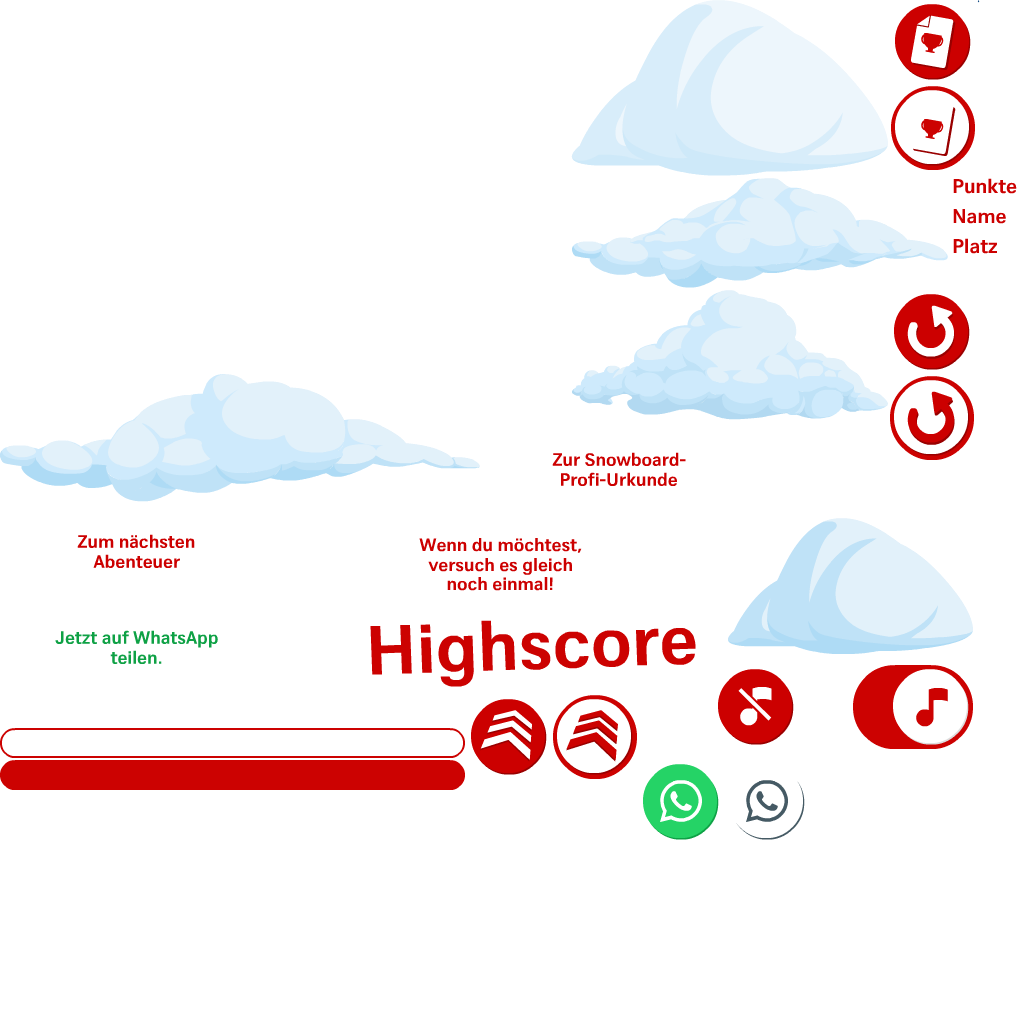 Punkte
Name
Platz
Zur Snowboard-
Profi-Urkunde
Zum nächsten
Abenteuer
Wenn du möchtest,
versuch es gleich
noch einmal!
Jetzt auf WhatsApp
teilen.
Highscore